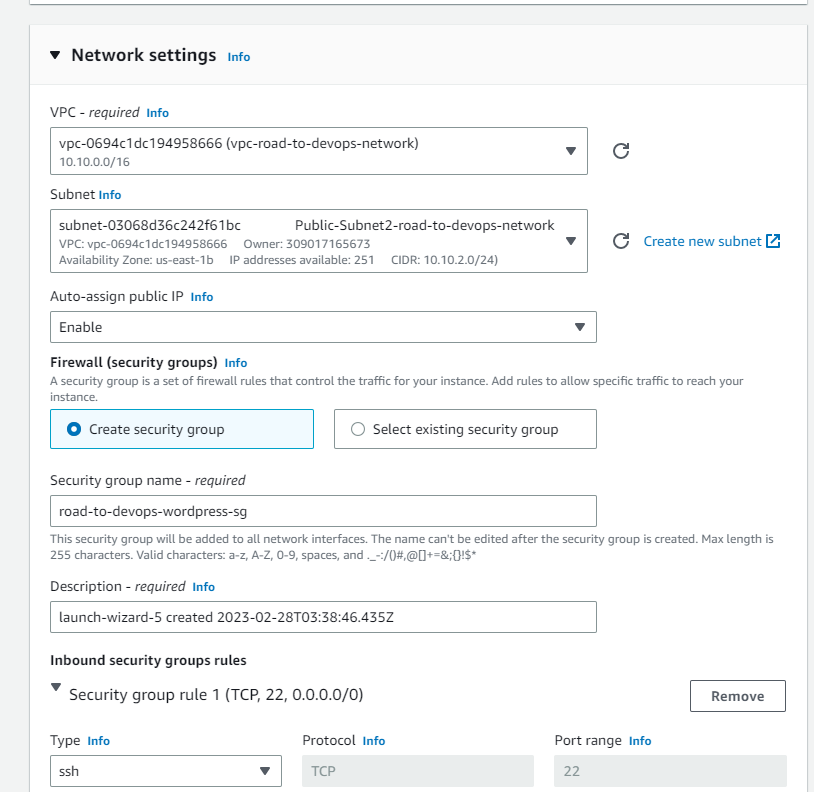 Network settings Info
VPC - required Info
vpc-0694c1dc194958666 (vpc-road-to-devops-network)
10.10.0.0/16
Subnet Info
subnet-03068d36c242f61bc Public-Subnet2-road-to-devops-network
VPC: vpc-0694c1dc194958666 Owner: 309017165673
Availability Zone: us-east-1b IP addresses available: 251 CIDR: 10.10.2.0/24)
Create new subnet
Auto-assign public IP Info
Enable
Firewall (security groups) Info
A security group is a set of firewall rules that control the traffic for your instance. Add rules to allow specific traffic to reach your
instance.
Create security group
Select existing security group
Security group name - required
road-to-devops-wordpress-sg
This security group will be added to all network interfaces. The name can't be edited after the security group is created. Max length is
255 characters. Valid characters: a-z, A-Z, 0-9, spaces, and ._-:/()#,@[]+=&;{}!$*
Description - required Info
launch-wizard-5 created 2023-02-28T03:38:46.435Z
Inbound security groups rules
Security group rule 1 (TCP, 22, 0.0.0.0/0)
Remove
Type Info
Protocol Info
Port range Info
ssh
TCP
22